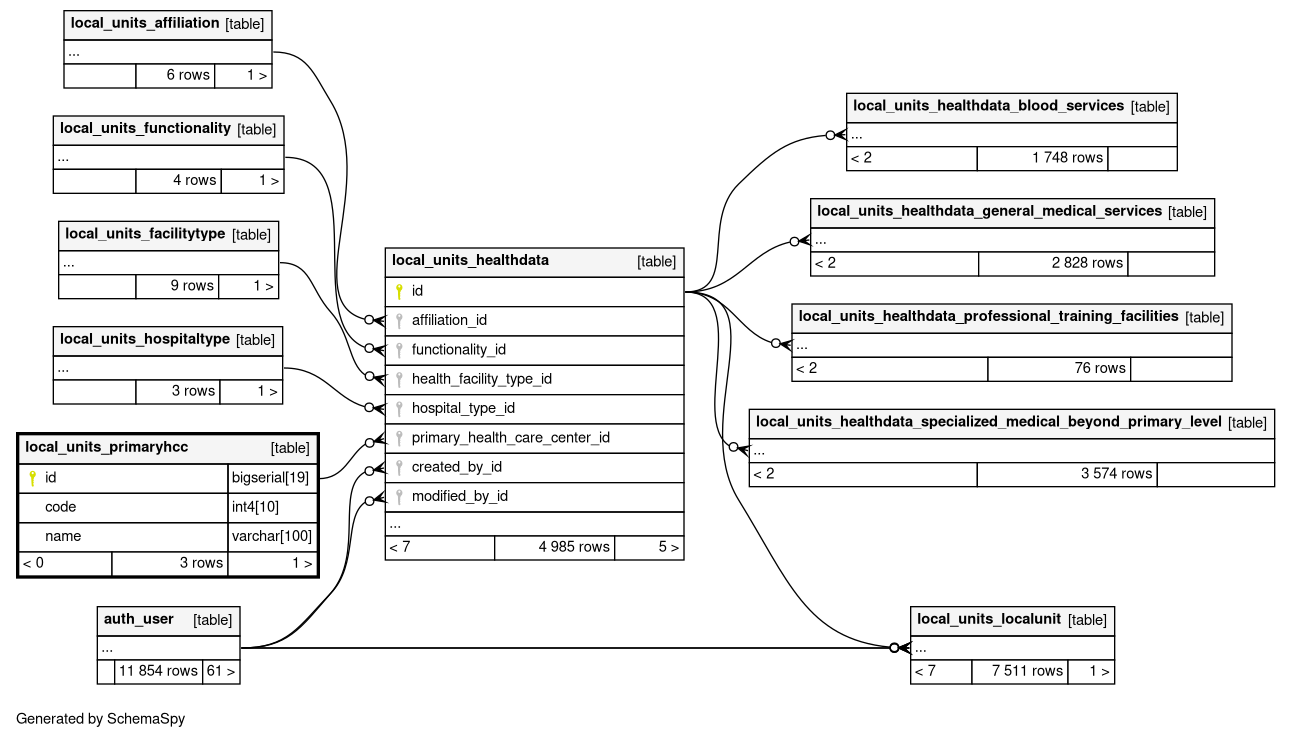 local_units_affiliation [table]
...
6 rows 1 >
local_units_functionality [table]
...
4 rows 1 >
local_units_facilitytype [table]
...
9 rows 1 >
local_units_hospitaltype [table]
...
3 rows 1 >
local_units_primaryhcc [table]
id bigserial[19]
code int4[10]
name varchar[100]
< 0 3 rows 1 >
auth_user [table]
...
11 854 rows 61 >
local_units_healthdata [table]
id
affiliation_id
functionality_id
health_facility_type_id
hospital_type_id
primary_health_care_center_id
created_by_id
modified_by_id
...
< 7 4 985 rows 5 >
local_units_healthdata_blood_services [table]
...
< 2 1 748 rows
local_units_healthdata_general_medical_services [table]
...
< 2 2 828 rows
local_units_healthdata_professional_training_facilities [table]
...
< 2 76 rows
local_units_healthdata_specialized_medical_beyond_primary_level [table]
...
< 2 3 574 rows
local_units_localunit [table]
...
< 7 7 511 rows 1 >
Generated by SchemaSpy